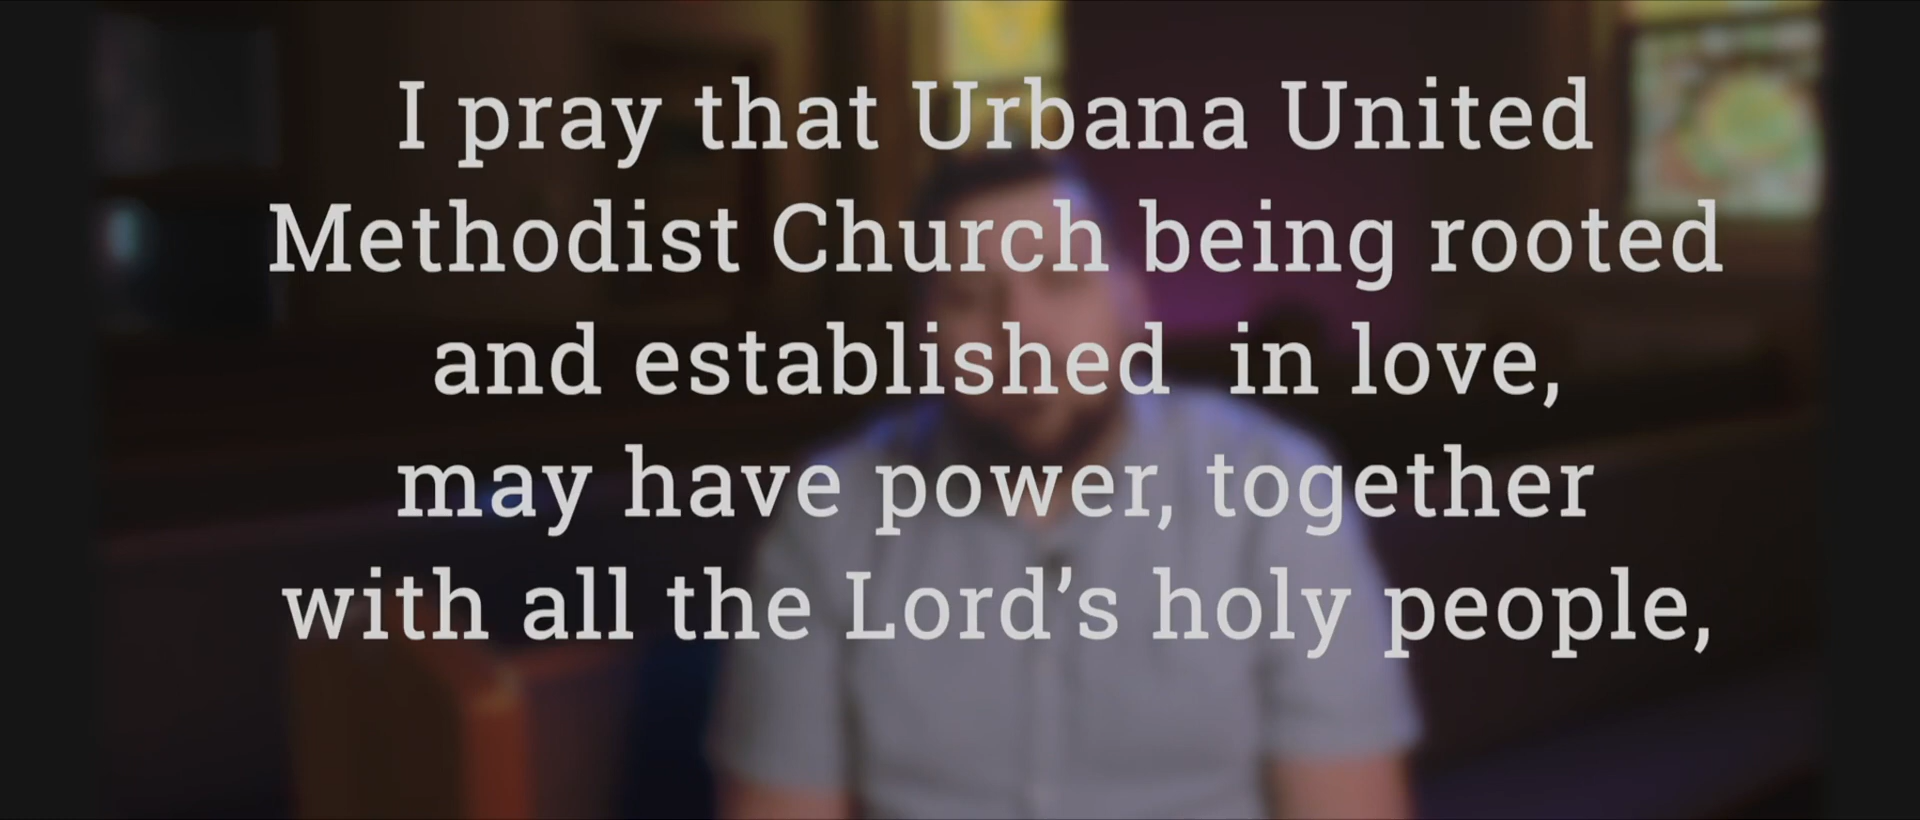 I pray that Urbana United
Methodist Church being rooted
and established  in love,
may have power, together
with all the Lord’s holy people,